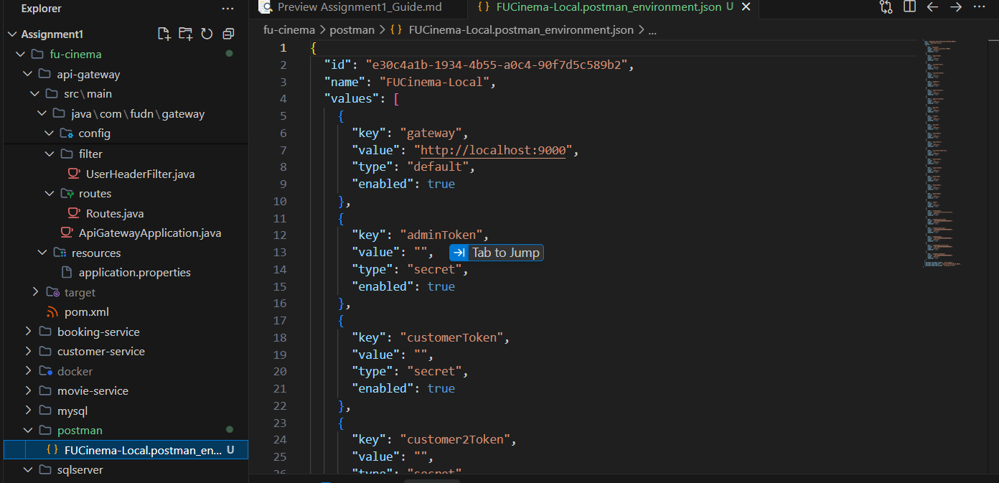 Explorer
Assignment1
fu-cinema
api-gateway
src\main
java\com\fudn\gateway
config
filter
UserHeaderFilter.java
routes
Routes.java
ApiGatewayApplication.java
resources
application.properties
target
pom.xml
booking-service
customer-service
docker
movie-service
mysql
postman
FUCinema-Local.postman_en... U
sqlserver
Preview Assignment1_Guide.md
{} FUCinema-Local.postman_environment.json U
fu-cinema > postman > {} FUCinema-Local.postman_environment.json > ...
1 {
2 "id": "e30c4a1b-1934-4b55-a0c4-90f7d5c589b2",
3 "name": "FUCinema-Local",
4 "values": [
5 {
6 "key": "gateway",
7 "value": "http://localhost:9000",
8 "type": "default",
9 "enabled": true
10 },
11 {
12 "key": "adminToken",
13 "value": "", Tab to Jump
14 "type": "secret",
15 "enabled": true
16 },
17 {
18 "key": "customerToken",
19 "value": "",
20 "type": "secret",
21 "enabled": true
22 },
23 {
24 "key": "customer2Token",
25 "value": "",
26 "type": "secret"